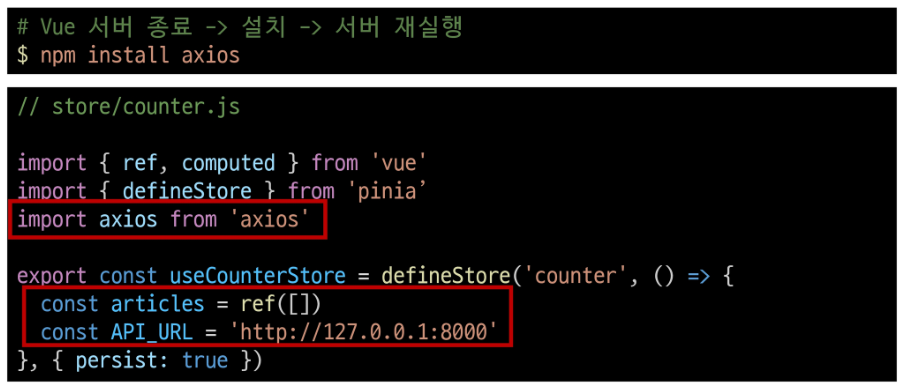 # Vue 서버 종료 -> 설치 -> 서버 재실행
$ npm install axios
// store/counter.js
import { ref, computed } from 'vue'
import { defineStore } from 'pinia’
import axios from 'axios'
export const useCounterStore = defineStore('counter', () => {
  const articles = ref([])
  const API_URL = 'http://127.0.0.1:8000'
}, { persist: true })